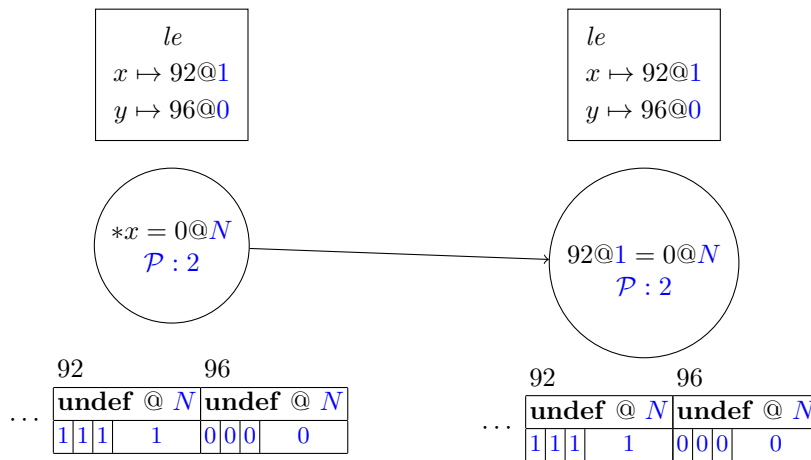 le
x ↦ 92@1
y ↦ 96@0
*x = 0@N
𝒫 : 2
92 96
... undef @ N undef @ N
1 1 1 1 0 0 0 0
le
x ↦ 92@1
y ↦ 96@0
92@1 = 0@N
𝒫 : 2
92 96
... undef @ N undef @ N
1 1 1 1 0 0 0 0